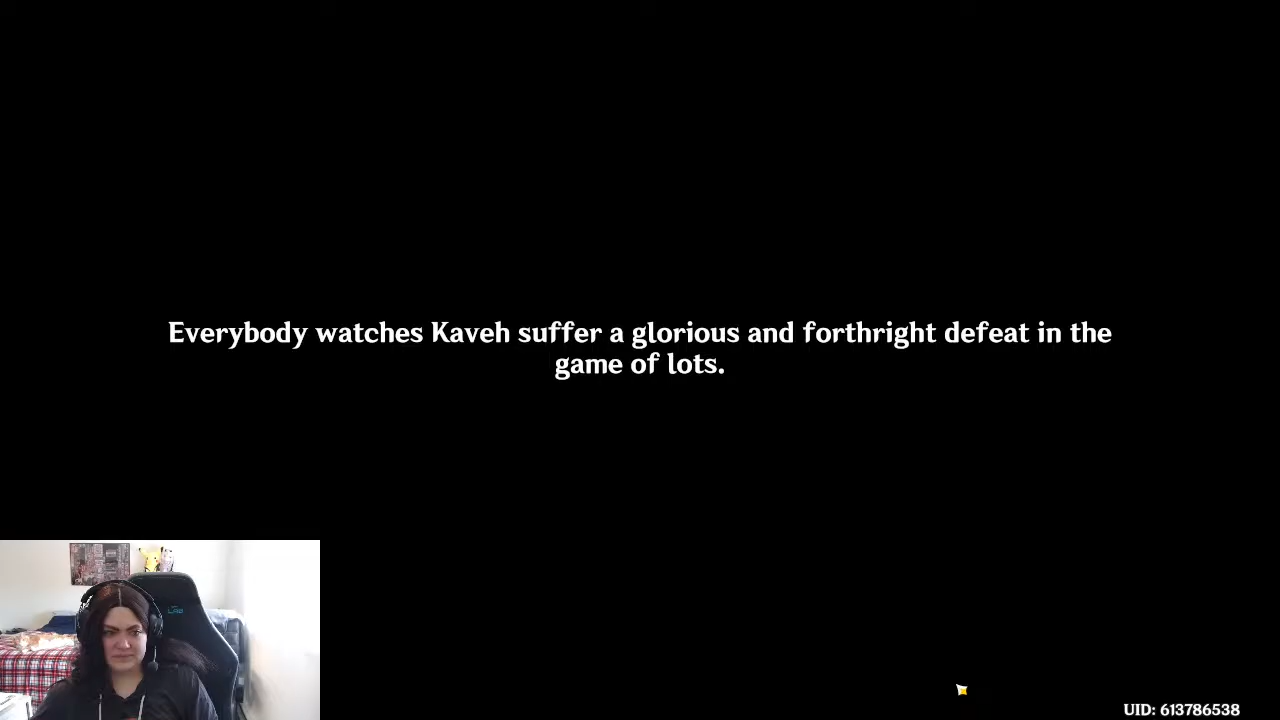 Everybody watches Kaveh suffer a glorious and forthright defeat in the
game of lots.
UID: 613786538